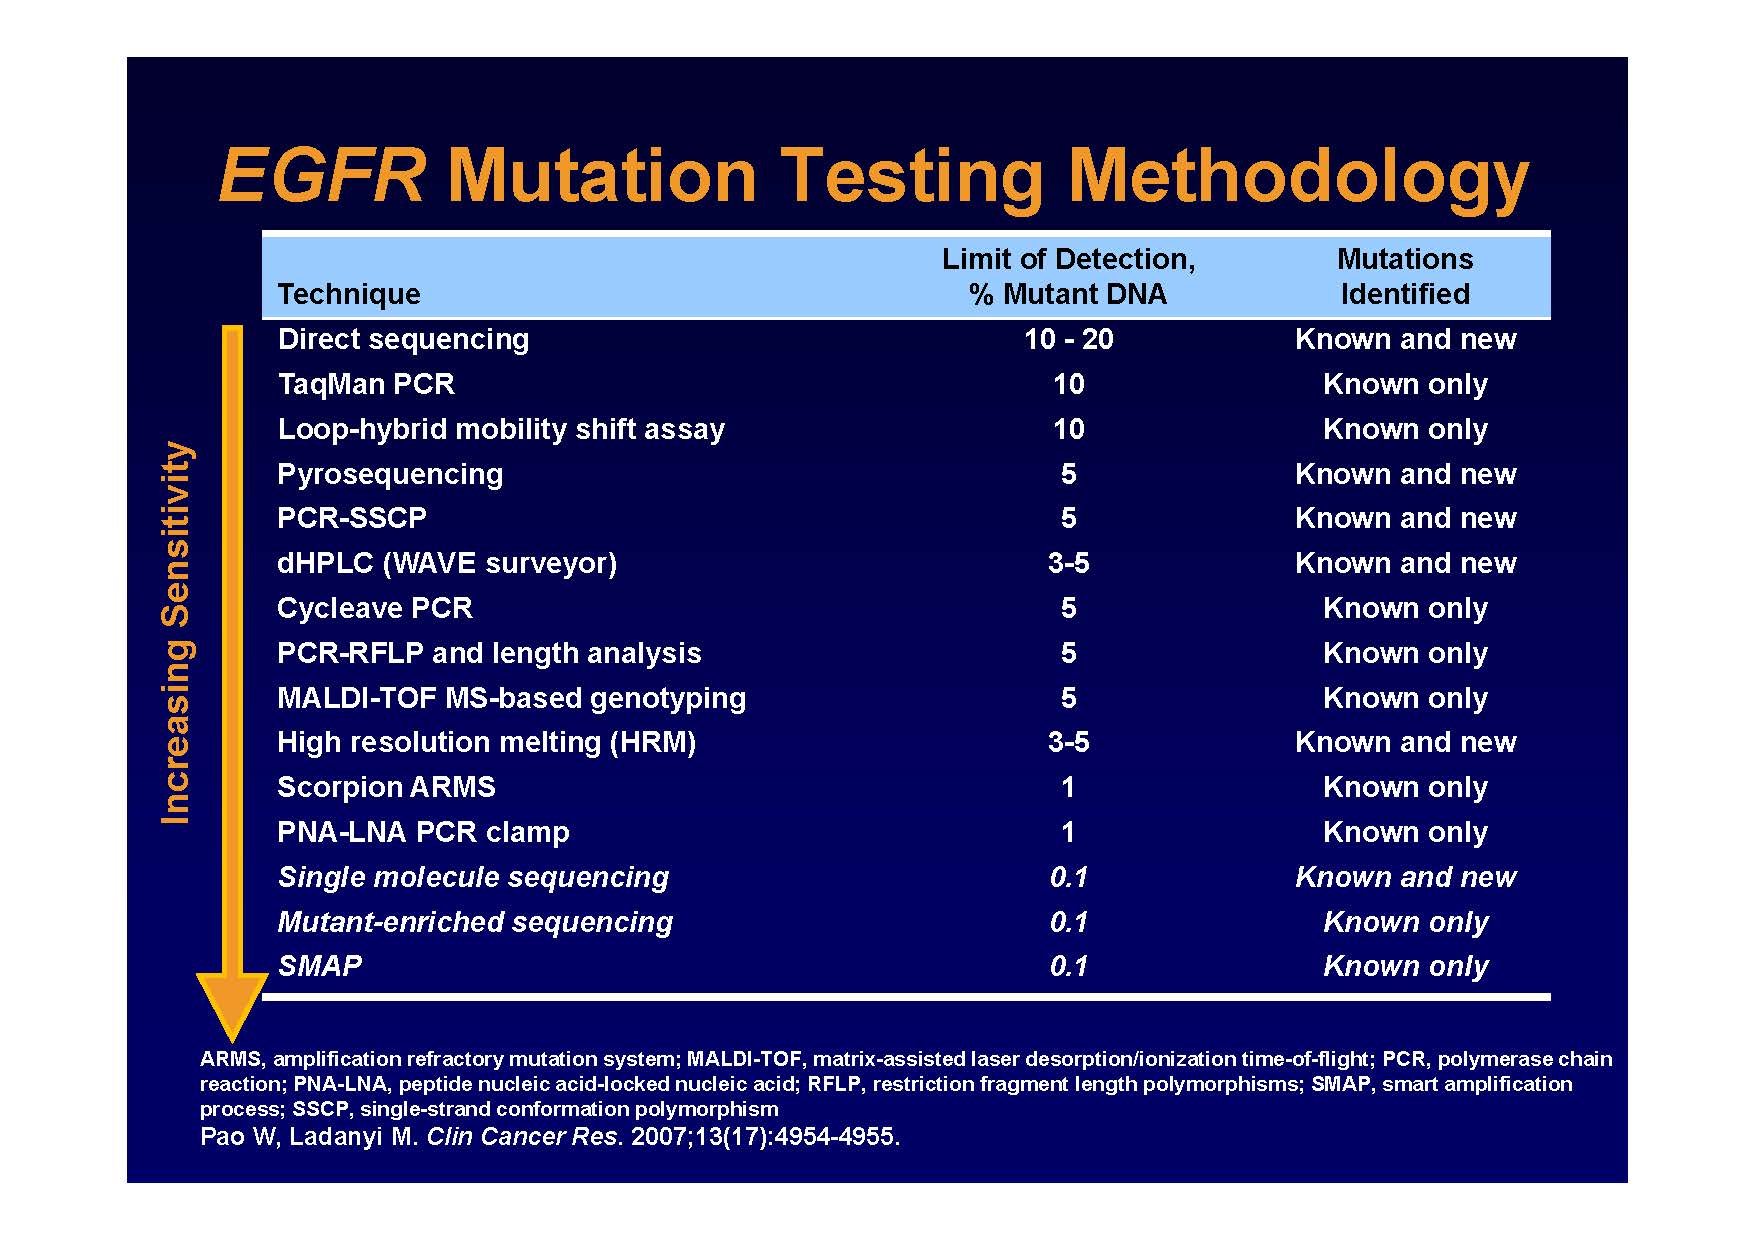 EGFR Mutation Testing Methodology
Technique Limit of Detection, % Mutant DNA Mutations Identified
Direct sequencing 10 - 20 Known and new
TaqMan PCR 10 Known only
Loop-hybrid mobility shift assay 10 Known only
Pyrosequencing 5 Known and new
PCR-SSCP 5 Known and new
dHPLC (WAVE surveyor) 3-5 Known and new
Cycleave PCR 5 Known only
PCR-RFLP and length analysis 5 Known only
MALDI-TOF MS-based genotyping 5 Known only
High resolution melting (HRM) 3-5 Known and new
Scorpion ARMS 1 Known only
PNA-LNA PCR clamp 1 Known only
Single molecule sequencing 0.1 Known and new
Mutant-enriched sequencing 0.1 Known only
SMAP 0.1 Known only
Increasing Sensitivity
ARMS, amplification refractory mutation system; MALDI-TOF, matrix-assisted laser desorption/ionization time-of-flight; PCR, polymerase chain
reaction; PNA-LNA, peptide nucleic acid-locked nucleic acid; RFLP, restriction fragment length polymorphisms; SMAP, smart amplification
process; SSCP, single-strand conformation polymorphism
Pao W, Ladanyi M. Clin Cancer Res. 2007;13(17):4954-4955.